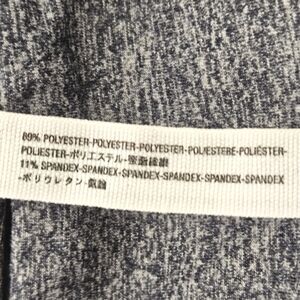 89% POLYESTER-POLYESTER-POLYESTER-POLIESTERE-POLIÉSTER-
POLIESTER-ポリエステル-聚酯纖維
11% SPANDEX-SPANDEX-SPANDEX-SPANDEX-SPANDEX-SPANDEX
-ポリウレタン-氨綸